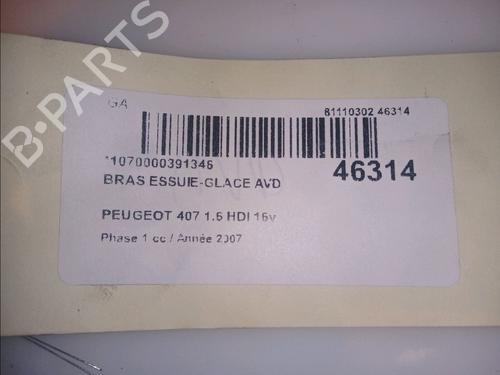 B-PARTS
GA
81110302 46314
*1070000391346
46314
BRAS ESSUIE-GLACE AVD
PEUGEOT 407 1.6 HDI 16v
Phase 1 cc / Année 2007